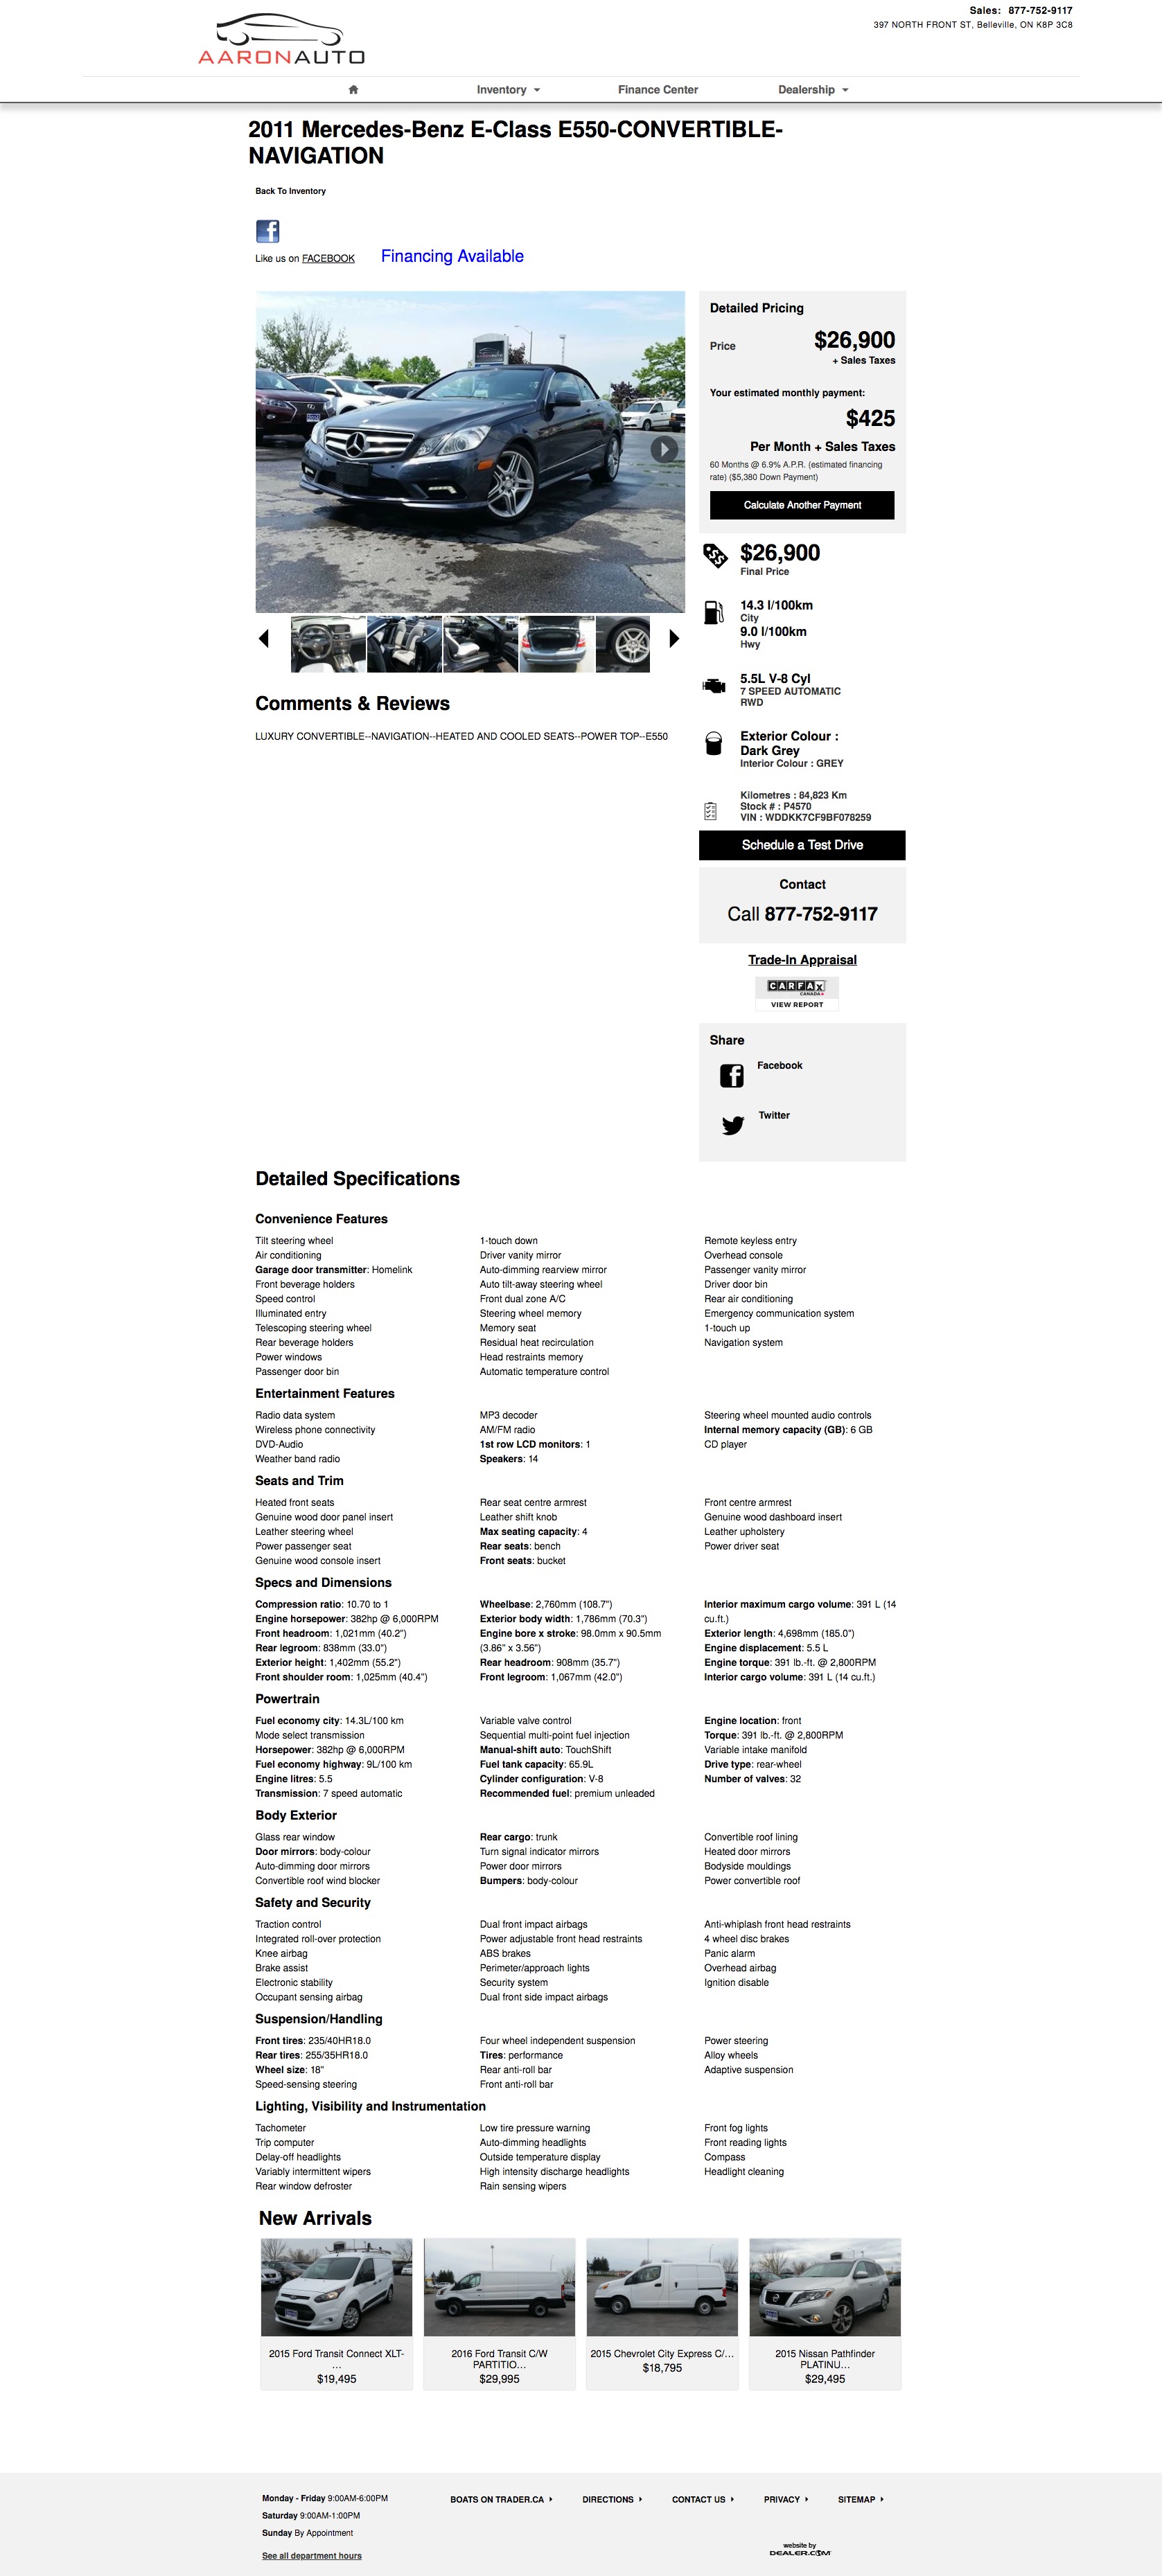 Sales: 877-752-9117
397 NORTH FRONT ST, Belleville, ON K8P 3C8
AARONAUTO
Inventory
Finance Center
Dealership
2011 Mercedes-Benz E-Class E550-CONVERTIBLE-
NAVIGATION
Back To Inventory
Like us on FACEBOOK
Financing Available
Detailed Pricing
Price
$26,900
+ Sales Taxes
Your estimated monthly payment:
$425
Per Month + Sales Taxes
60 Months @ 6.9% A.P.R. (estimated financing
rate) ($5,380 Down Payment)
Calculate Another Payment
$26,900
Final Price
14.3 l/100km
City
9.0 l/100km
Hwy
5.5L V-8 Cyl
7 SPEED AUTOMATIC
RWD
Exterior Colour :
Dark Grey
Interior Colour : GREY
Kilometres : 84,823 Km
Stock # : P4570
VIN : WDDKK7CF9BF078259
Schedule a Test Drive
Contact
Call 877-752-9117
Trade-In Appraisal
CARFAX
CANADA
VIEW REPORT
Share
Facebook
Twitter
Comments & Reviews
LUXURY CONVERTIBLE--NAVIGATION--HEATED AND COOLED SEATS--POWER TOP--E550
Detailed Specifications
Convenience Features
Tilt steering wheel
Air conditioning
Garage door transmitter: Homelink
Front beverage holders
Speed control
Illuminated entry
Telescoping steering wheel
Rear beverage holders
Power windows
Passenger door bin
1-touch down
Driver vanity mirror
Auto-dimming rearview mirror
Auto tilt-away steering wheel
Front dual zone A/C
Steering wheel memory
Memory seat
Residual heat recirculation
Head restraints memory
Automatic temperature control
Remote keyless entry
Overhead console
Passenger vanity mirror
Driver door bin
Rear air conditioning
Emergency communication system
1-touch up
Navigation system
Entertainment Features
Radio data system
Wireless phone connectivity
DVD-Audio
Weather band radio
MP3 decoder
AM/FM radio
1st row LCD monitors: 1
Speakers: 14
Steering wheel mounted audio controls
Internal memory capacity (GB): 6 GB
CD player
Seats and Trim
Heated front seats
Genuine wood door panel insert
Leather steering wheel
Power passenger seat
Genuine wood console insert
Rear seat centre armrest
Leather shift knob
Max seating capacity: 4
Rear seats: bench
Front seats: bucket
Front centre armrest
Genuine wood dashboard insert
Leather upholstery
Power driver seat
Specs and Dimensions
Compression ratio: 10.70 to 1
Engine horsepower: 382hp @ 6,000RPM
Front headroom: 1,021mm (40.2")
Rear legroom: 838mm (33.0")
Exterior height: 1,402mm (55.2")
Front shoulder room: 1,025mm (40.4")
Wheelbase: 2,760mm (108.7")
Exterior body width: 1,786mm (70.3")
Engine bore x stroke: 98.0mm x 90.5mm
(3.86" x 3.56")
Rear headroom: 908mm (35.7")
Front legroom: 1,067mm (42.0")
Interior maximum cargo volume: 391 L (14
cu.ft.)
Exterior length: 4,698mm (185.0")
Engine displacement: 5.5 L
Engine torque: 391 lb.-ft. @ 2,800RPM
Interior cargo volume: 391 L (14 cu.ft.)
Powertrain
Fuel economy city: 14.3L/100 km
Mode select transmission
Horsepower: 382hp @ 6,000RPM
Fuel economy highway: 9L/100 km
Engine litres: 5.5
Transmission: 7 speed automatic
Variable valve control
Sequential multi-point fuel injection
Manual-shift auto: TouchShift
Fuel tank capacity: 65.9L
Cylinder configuration: V-8
Recommended fuel: premium unleaded
Engine location: front
Torque: 391 lb.-ft. @ 2,800RPM
Variable intake manifold
Drive type: rear-wheel
Number of valves: 32
Body Exterior
Glass rear window
Door mirrors: body-colour
Auto-dimming door mirrors
Convertible roof wind blocker
Rear cargo: trunk
Turn signal indicator mirrors
Power door mirrors
Bumpers: body-colour
Convertible roof lining
Heated door mirrors
Bodyside mouldings
Power convertible roof
Safety and Security
Traction control
Integrated roll-over protection
Knee airbag
Brake assist
Electronic stability
Occupant sensing airbag
Dual front impact airbags
Power adjustable front head restraints
ABS brakes
Perimeter/approach lights
Security system
Dual front side impact airbags
Anti-whiplash front head restraints
4 wheel disc brakes
Panic alarm
Overhead airbag
Ignition disable
Suspension/Handling
Front tires: 235/40HR18.0
Rear tires: 255/35HR18.0
Wheel size: 18"
Speed-sensing steering
Four wheel independent suspension
Tires: performance
Rear anti-roll bar
Front anti-roll bar
Power steering
Alloy wheels
Adaptive suspension
Lighting, Visibility and Instrumentation
Tachometer
Trip computer
Delay-off headlights
Variably intermittent wipers
Rear window defroster
Low tire pressure warning
Auto-dimming headlights
Outside temperature display
High intensity discharge headlights
Rain sensing wipers
Front fog lights
Front reading lights
Compass
Headlight cleaning
New Arrivals
2015 Ford Transit Connect XLT-
...
$19,495
2016 Ford Transit C/W
PARTITIO...
$29,995
2015 Chevrolet City Express C/...
$18,795
2015 Nissan Pathfinder
PLATINU...
$29,495
Monday - Friday 9:00AM-6:00PM
Saturday 9:00AM-1:00PM
Sunday By Appointment
See all department hours
BOATS ON TRADER.CA
DIRECTIONS
CONTACT US
PRIVACY
SITEMAP
website by
DEALER.COM